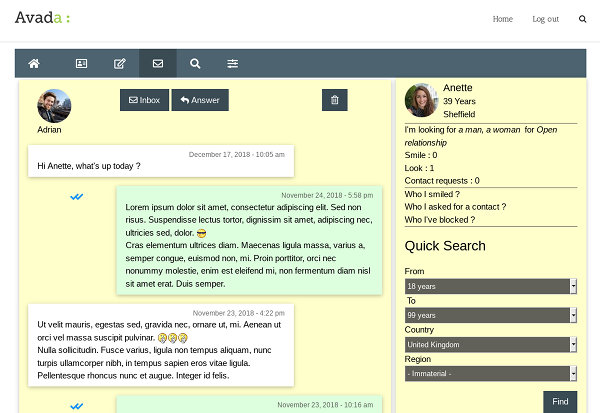 Avada :
Home
Log out
Inbox
Answer
Adrian
December 17, 2018 - 10:05 am
Hi Anette, what's up today ?
November 24, 2018 - 5:58 pm
Lorem ipsum dolor sit amet, consectetur adipiscing elit. Sed non
risus. Suspendisse lectus tortor, dignissim sit amet, adipiscing nec,
ultricies sed, dolor.
Cras elementum ultrices diam. Maecenas ligula massa, varius a,
semper congue, euismod non, mi. Proin porttitor, orci nec
nonummy molestie, enim est eleifend mi, non fermentum diam nisl
sit amet erat. Duis semper.
November 23, 2018 - 4:22 pm
Ut velit mauris, egestas sed, gravida nec, ornare ut, mi. Aenean ut
orci vel massa suscipit pulvinar.
Nulla sollicitudin. Fusce varius, ligula non tempus aliquam, nunc
turpis ullamcorper nibh, in tempus sapien eros vitae ligula.
Pellentesque rhoncus nunc et augue. Integer id felis.
November 23, 2018 - 10:16 am
Anette
39 Years
Sheffield
I'm looking for a man, a woman for Open
relationship
Smile : 0
Look : 1
Contact requests : 0
Who I smiled ?
Who I asked for a contact ?
Who I've blocked ?
Quick Search
From
18 years
To
99 years
Country
United Kingdom
Region
- Immaterial -
Find